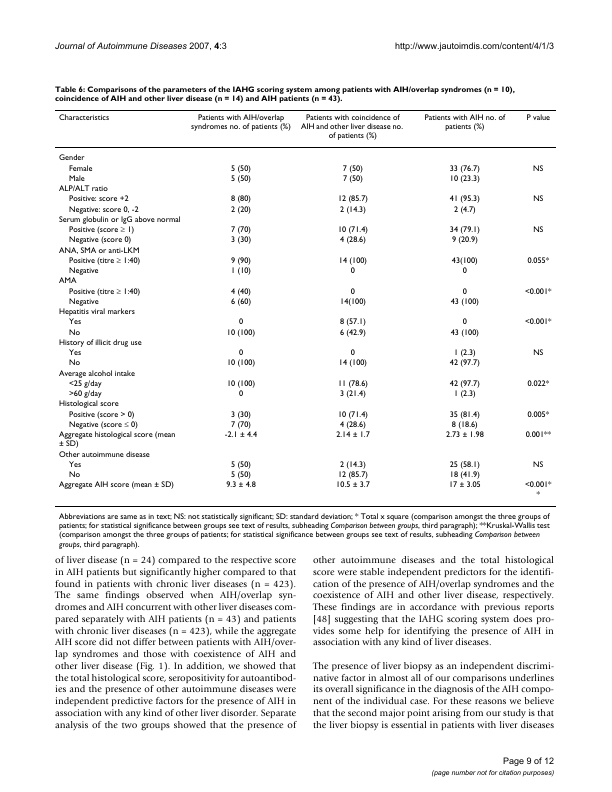 Journal of Autoimmune Diseases 2007, 4:3
http://www.jautoimdis.com/content/4/1/3
Table 6: Comparisons of the parameters of the IAHG scoring system among patients with AIH/overlap syndromes (n = 10),
coincidence of AIH and other liver disease (n = 14) and AIH patients (n = 43).
Characteristics Patients with AIH/overlap syndromes no. of patients (%) Patients with coincidence of AIH and other liver disease no. of patients (%) Patients with AIH no. of patients (%) P value
Gender
Female 5 (50) 7 (50) 33 (76.7) NS
Male 5 (50) 7 (50) 10 (23.3)
ALP/ALT ratio
Positive: score +2 8 (80) 12 (85.7) 41 (95.3) NS
Negative: score 0, -2 2 (20) 2 (14.3) 2 (4.7)
Serum globulin or IgG above normal
Positive (score ≥ 1) 7 (70) 10 (71.4) 34 (79.1) NS
Negative (score 0) 3 (30) 4 (28.6) 9 (20.9)
ANA, SMA or anti-LKM
Positive (titre ≥ 1:40) 9 (90) 14 (100) 43(100) 0.055*
Negative 1 (10) 0 0
AMA
Positive (titre ≥ 1:40) 4 (40) 0 0 <0.001*
Negative 6 (60) 14(100) 43 (100)
Hepatitis viral markers
Yes 0 8 (57.1) 0 <0.001*
No 10 (100) 6 (42.9) 43 (100)
History of illicit drug use
Yes 0 0 1 (2.3) NS
No 10 (100) 14 (100) 42 (97.7)
Average alcohol intake
<25 g/day 10 (100) 11 (78.6) 42 (97.7) 0.022*
>60 g/day 0 3 (21.4) 1 (2.3)
Histological score
Positive (score > 0) 3 (30) 10 (71.4) 35 (81.4) 0.005*
Negative (score ≤ 0) 7 (70) 4 (28.6) 8 (18.6)
Aggregate histological score (mean ± SD) -2.1 ± 4.4 2.14 ± 1.7 2.73 ± 1.98 0.001**
Other autoimmune disease
Yes 5 (50) 2 (14.3) 25 (58.1) NS
No 5 (50) 12 (85.7) 18 (41.9)
Aggregate AIH score (mean ± SD) 9.3 ± 4.8 10.5 ± 3.7 17 ± 3.05 <0.001*
*
Abbreviations are same as in text; NS: not statistically significant; SD: standard deviation; * Total x square (comparison amongst the three groups of
patients; for statistical significance between groups see text of results, subheading Comparison between groups, third paragraph); **Kruskal-Wallis test
(comparison amongst the three groups of patients; for statistical significance between groups see text of results, subheading Comparison between
groups, third paragraph).
of liver disease (n = 24) compared to the respective score
in AIH patients but significantly higher compared to that
found in patients with chronic liver diseases (n = 423).
The same findings observed when AIH/overlap syn-
dromes and AIH concurrent with other liver diseases com-
pared separately with AIH patients (n = 43) and patients
with chronic liver diseases (n = 423), while the aggregate
AIH score did not differ between patients with AIH/over-
lap syndromes and those with coexistence of AIH and
other liver disease (Fig. 1). In addition, we showed that
the total histological score, seropositivity for autoantibod-
ies and the presence of other autoimmune diseases were
independent predictive factors for the presence of AIH in
association with any kind of other liver disorder. Separate
analysis of the two groups showed that the presence of
other autoimmune diseases and the total histological
score were stable independent predictors for the identifi-
cation of the presence of AIH/overlap syndromes and the
coexistence of AIH and other liver disease, respectively.
These findings are in accordance with previous reports
[48] suggesting that the IAHG scoring system does pro-
vides some help for identifying the presence of AIH in
association with any kind of liver diseases.
The presence of liver biopsy as an independent discrimi-
native factor in almost all of our comparisons underlines
its overall significance in the diagnosis of the AIH compo-
nent of the individual case. For these reasons we believe
that the second major point arising from our study is that
the liver biopsy is essential in patients with liver diseases
Page 9 of 12
(page number not for citation purposes)